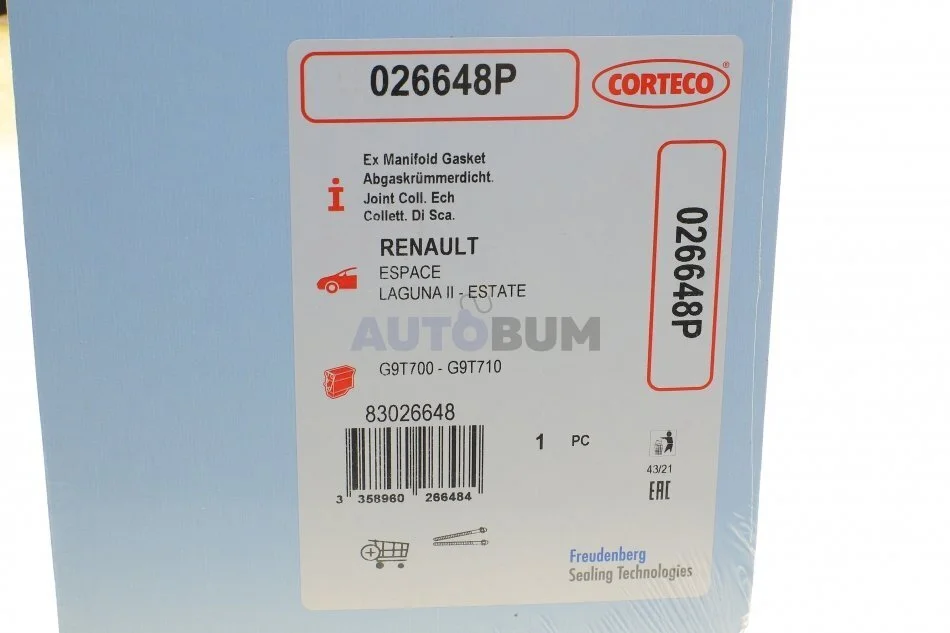 026648P
CORTECO®
Ex Manifold Gasket
Abgaskrümmerdicht.
Joint Coll. Ech
Collett. Di Sca.
026648P
RENAULT
ESPACE
LAGUNA II - ESTATE
AUTOBUM
G9T700 - G9T710
83026648
1 PC
3 358960 266484
43/21
EAC
Freudenberg
Sealing Technologies